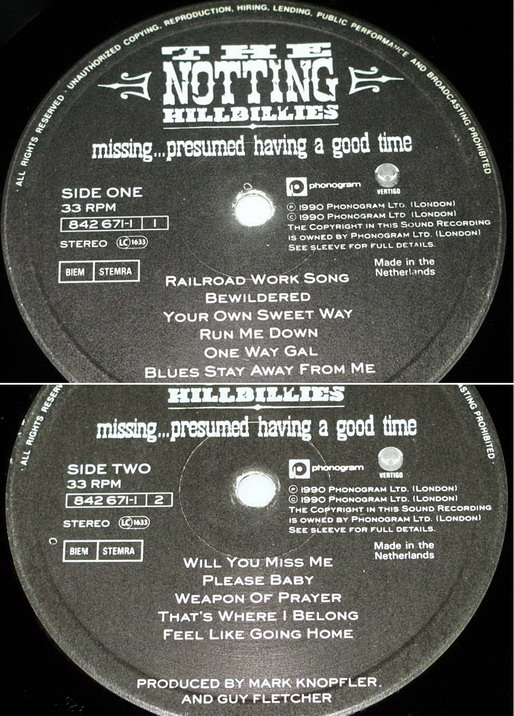 ALL RIGHTS RESERVED · UNAUTHORIZED COPYING, REPRODUCTION, HIRING, LENDING, PUBLIC PERFORMANCE AND BROADCASTING PROHIBITED ·
THE
NOTTING
HILLBILLIES
missing...presumed having a good time
SIDE ONE
33 RPM
842 671-1 | 1
STEREO LC 1633
BIEM STEMRA
phonogram
VERTIGO
℗ 1990 PHONOGRAM LTD. (LONDON)
© 1990 PHONOGRAM LTD. (LONDON)
THE COPYRIGHT IN THIS SOUND RECORDING
IS OWNED BY PHONOGRAM LTD. (LONDON)
SEE SLEEVE FOR FULL DETAILS.
Made in the
Netherlands
RAILROAD WORK SONG
BEWILDERED
YOUR OWN SWEET WAY
RUN ME DOWN
ONE WAY GAL
BLUES STAY AWAY FROM ME
ALL RIGHTS RESERVED
CASTING PROHIBITED ·
HILLBILLIES
missing...presumed having a good time
SIDE TWO
33 RPM
842 671-1 | 2
STEREO LC 1633
BIEM STEMRA
phonogram
VERTIGO
℗ 1990 PHONOGRAM LTD. (LONDON)
© 1990 PHONOGRAM LTD. (LONDON)
THE COPYRIGHT IN THIS SOUND RECORDING
IS OWNED BY PHONOGRAM LTD. (LONDON)
SEE SLEEVE FOR FULL DETAILS.
Made in the
Netherlands
WILL YOU MISS ME
PLEASE BABY
WEAPON OF PRAYER
THAT'S WHERE I BELONG
FEEL LIKE GOING HOME
PRODUCED BY MARK KNOPFLER,
AND GUY FLETCHER